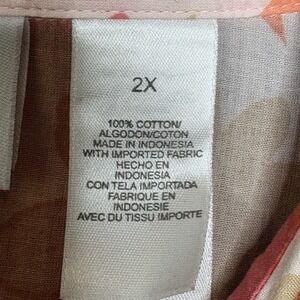 2X
100% COTTON/
ALGODON/COTON
MADE IN INDONESIA
WITH IMPORTED FABRIC
HECHO EN
INDONESIA
CON TELA IMPORTADA
FABRIQUE EN
INDONESIE
AVEC DU TISSU IMPORTE